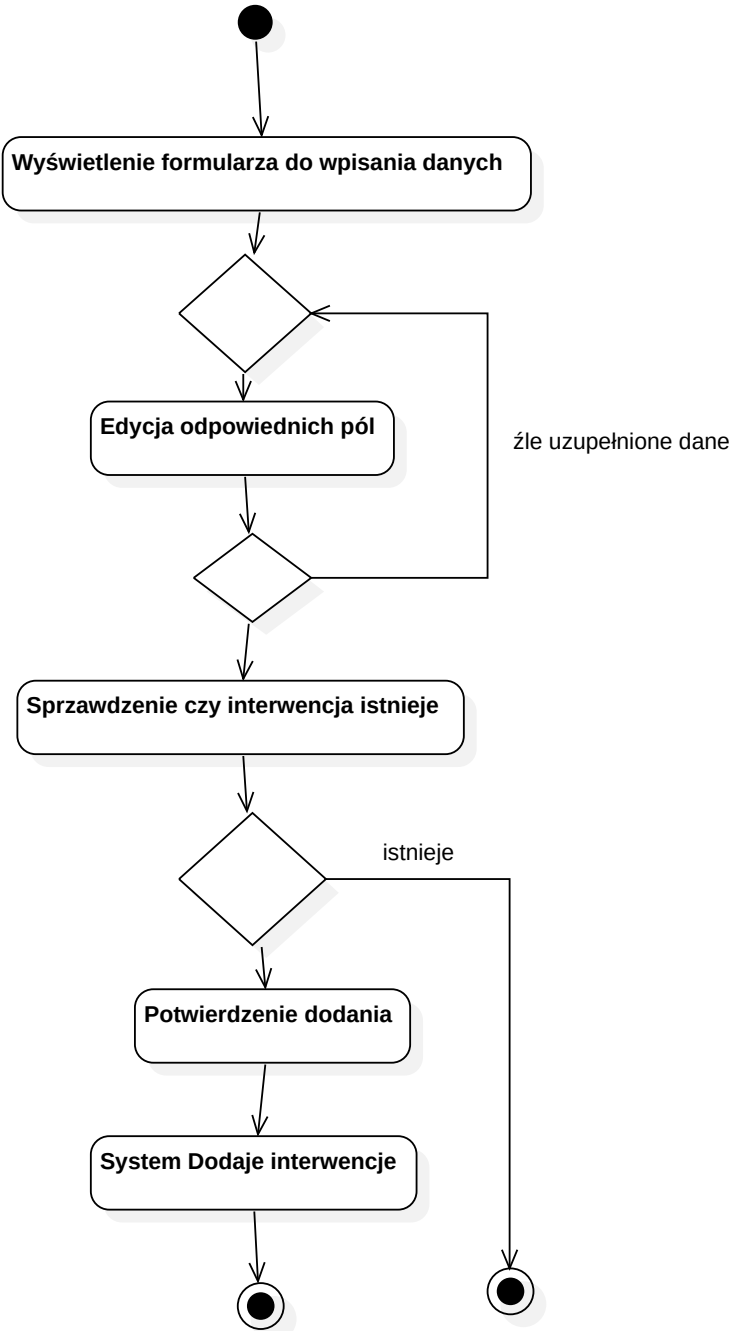 Wyświetlenie formularza do wpisania danych
Edycja odpowiednich pól
źle uzupełnione dane
Sprzawdzenie czy interwencja istnieje
istnieje
Potwierdzenie dodania
System Dodaje interwencje